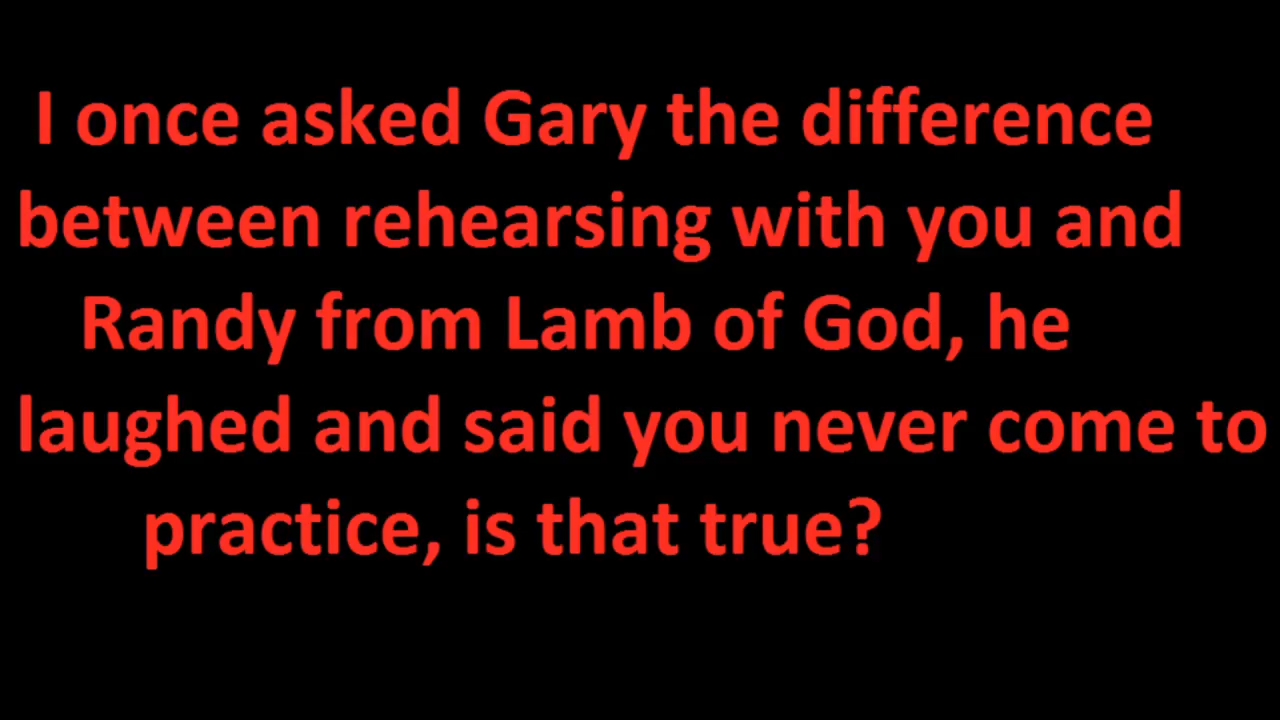 I once asked Gary the difference
between rehearsing with you and
Randy from Lamb of God, he
laughed and said you never come to
practice, is that true?